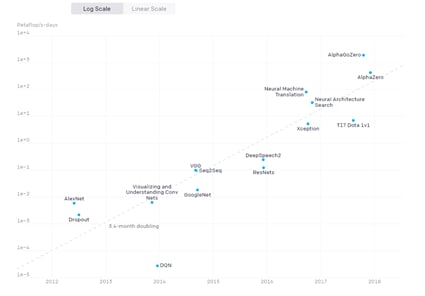 Log Scale
Linear Scale
Petaflop/s-days
1e+4
1e+3
1e+2
1e+1
1e+0
1e-1
1e-2
1e-3
1e-4
1e-5
AlphaGoZero
AlphaZero
Neural Machine
Translation
Neural Architecture
Search
Xception
TI7 Dota 1v1
DeepSpeech2
ResNets
VGG
Seq2Seq
GoogleNet
Visualizing and
Understanding Conv
Nets
AlexNet
Dropout
3.4-month doubling
DQN
2012
2013
2014
2015
2016
2017
2018